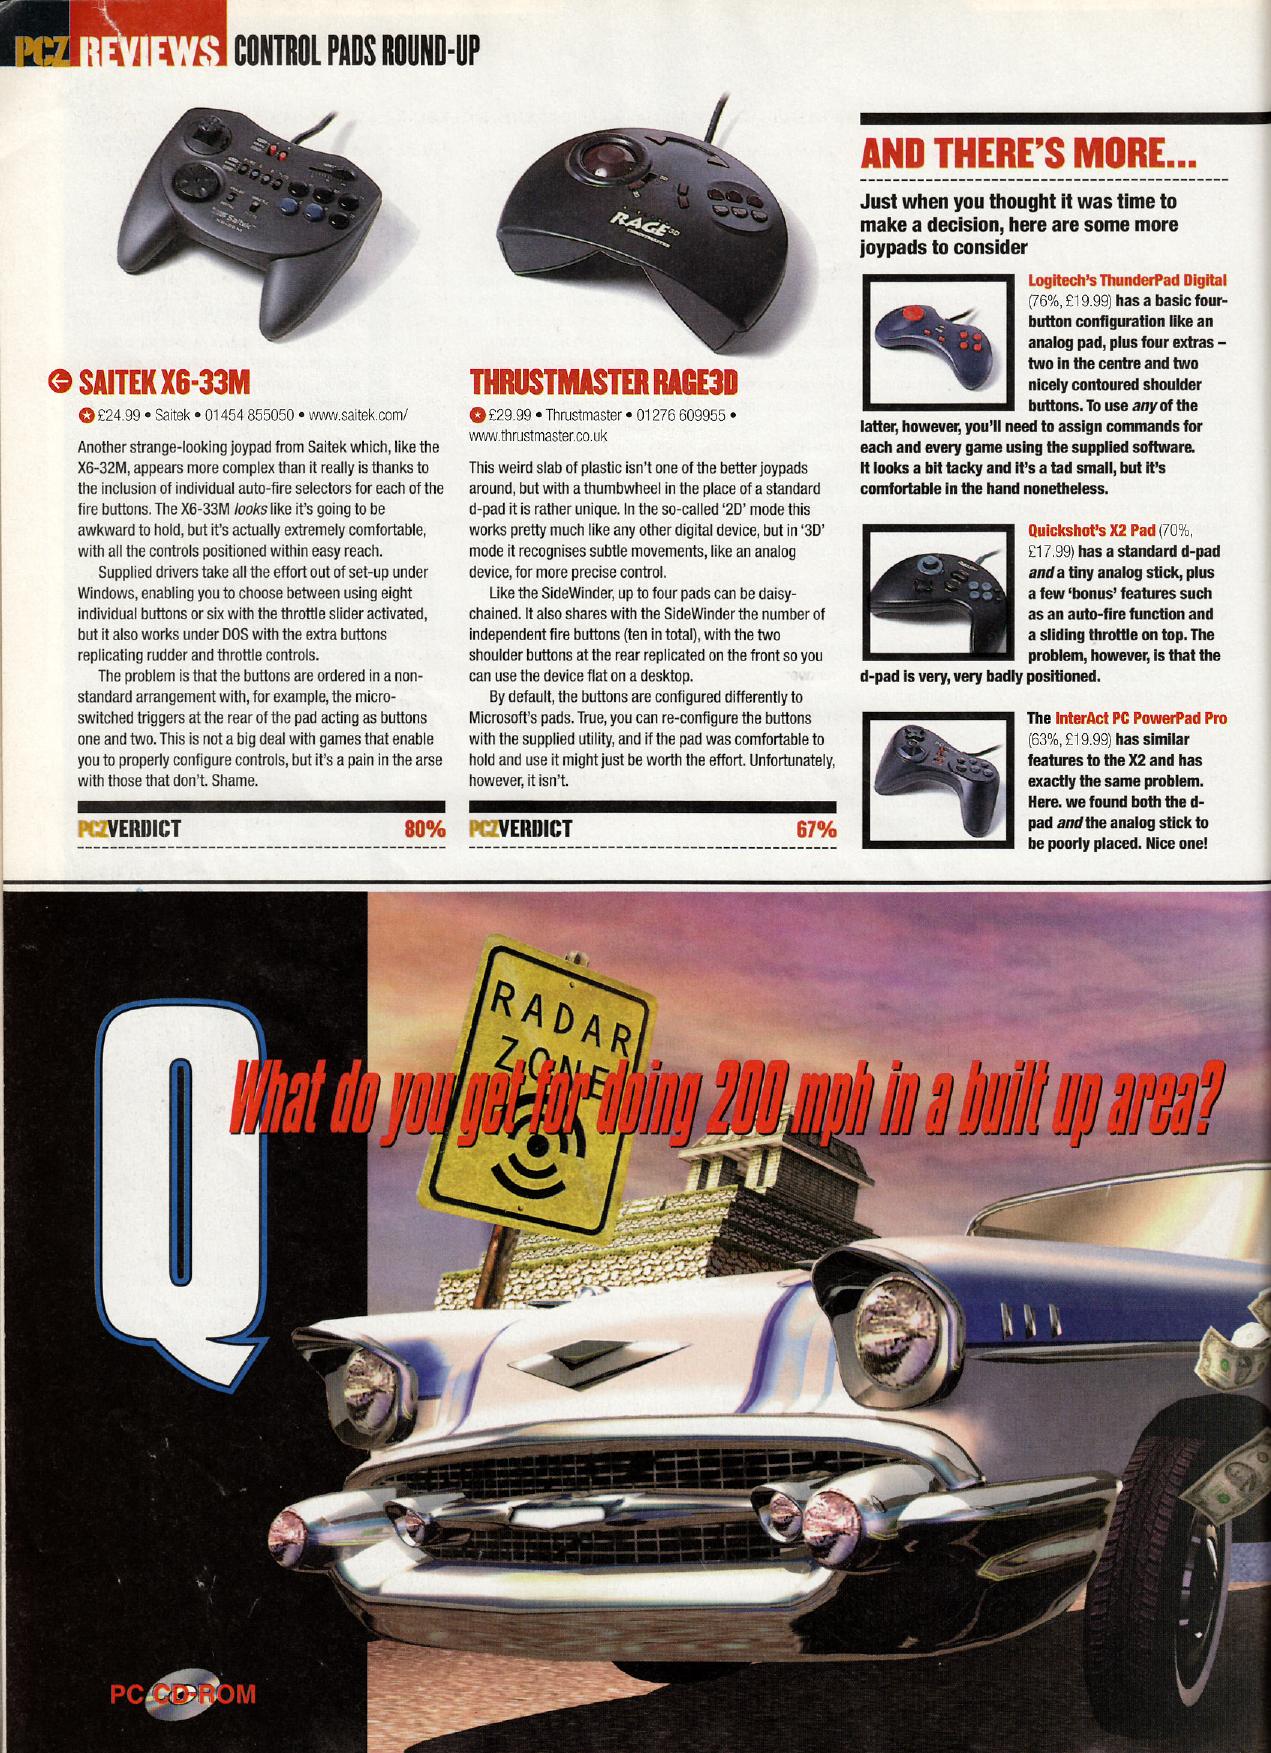 PCZ REVIEWS CONTROL PADS ROUND-UP
Saitek
RAGE 3D
THRUSTMASTER
SAITEK X6-33M
£24.99 • Saitek • 01454 855050 • www.saitek.com/
Another strange-looking joypad from Saitek which, like the
X6-32M, appears more complex than it really is thanks to
the inclusion of individual auto-fire selectors for each of the
fire buttons. The X6-33M looks like it's going to be
awkward to hold, but it's actually extremely comfortable,
with all the controls positioned within easy reach.
Supplied drivers take all the effort out of set-up under
Windows, enabling you to choose between using eight
individual buttons or six with the throttle slider activated,
but it also works under DOS with the extra buttons
replicating rudder and throttle controls.
The problem is that the buttons are ordered in a non-
standard arrangement with, for example, the micro-
switched triggers at the rear of the pad acting as buttons
one and two. This is not a big deal with games that enable
you to properly configure controls, but it's a pain in the arse
with those that don't. Shame.
PCZ VERDICT 80%
THRUSTMASTER RAGE3D
£29.99 • Thrustmaster • 01276 609955 •
www.thrustmaster.co.uk
This weird slab of plastic isn't one of the better joypads
around, but with a thumbwheel in the place of a standard
d-pad it is rather unique. In the so-called '2D' mode this
works pretty much like any other digital device, but in '3D'
mode it recognises subtle movements, like an analog
device, for more precise control.
Like the SideWinder, up to four pads can be daisy-
chained. It also shares with the SideWinder the number of
independent fire buttons (ten in total), with the two
shoulder buttons at the rear replicated on the front so you
can use the device flat on a desktop.
By default, the buttons are configured differently to
Microsoft's pads. True, you can re-configure the buttons
with the supplied utility, and if the pad was comfortable to
hold and use it might just be worth the effort. Unfortunately,
however, it isn't.
PCZ VERDICT 67%
AND THERE'S MORE...
Just when you thought it was time to
make a decision, here are some more
joypads to consider
Logitech's ThunderPad Digital
(76%, £19.99) has a basic four-
button configuration like an
analog pad, plus four extras –
two in the centre and two
nicely contoured shoulder
buttons. To use any of the
latter, however, you'll need to assign commands for
each and every game using the supplied software.
It looks a bit tacky and it's a tad small, but it's
comfortable in the hand nonetheless.
Quickshot's X2 Pad (70%,
£17.99) has a standard d-pad
and a tiny analog stick, plus
a few 'bonus' features such
as an auto-fire function and
a sliding throttle on top. The
problem, however, is that the
d-pad is very, very badly positioned.
The InterAct PC PowerPad Pro
(63%, £19.99) has similar
features to the X2 and has
exactly the same problem.
Here. we found both the d-
pad and the analog stick to
be poorly placed. Nice one!
RADAR
ZONE
Q
What do you get for doing 200 mph in a built up area?
PC CD-ROM